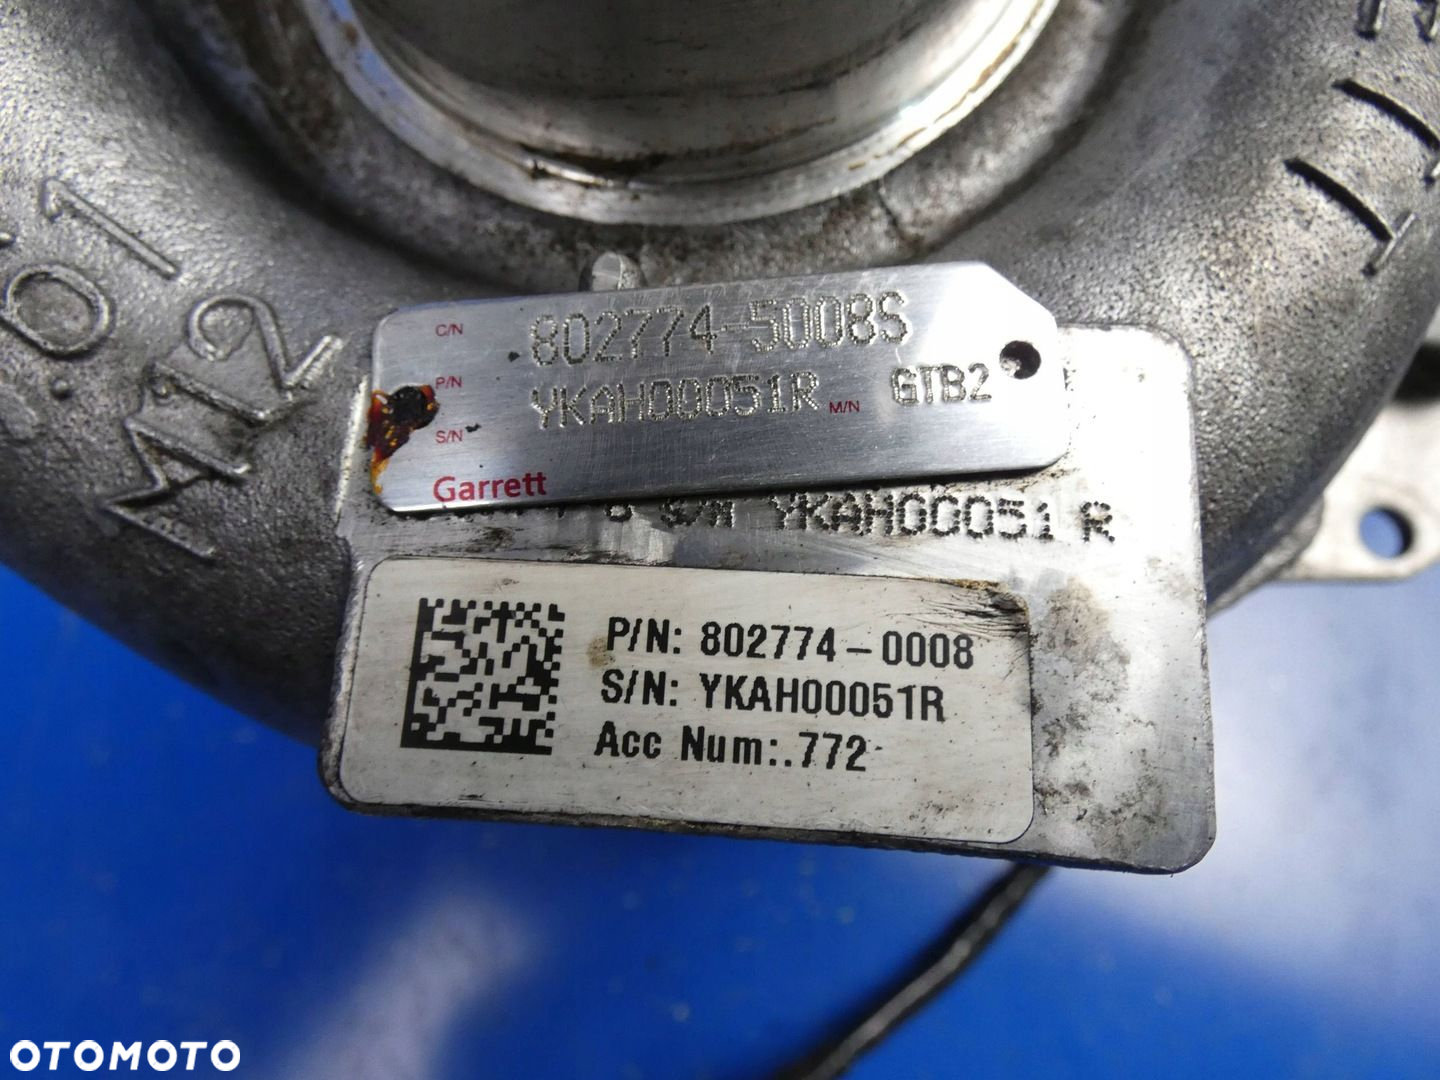 M12
C/N 802774-5008S
P/N YKAH00051R M/N GTB2
S/N
Garrett
S/N YKAH00051 R
P/N: 802774-0008
S/N: YKAH00051R
Acc Num:.772
OTOMOTO